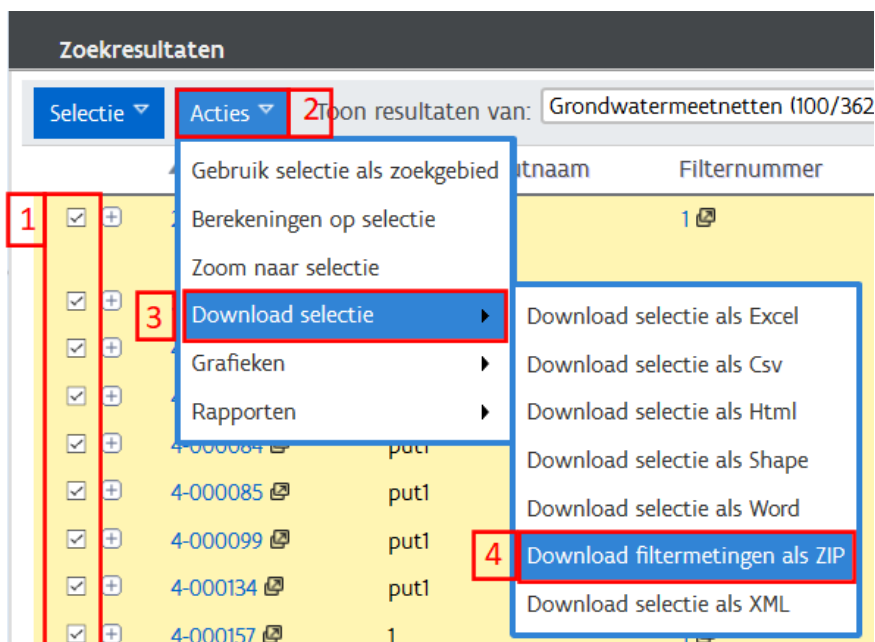 Zoekresultaten
Selectie Acties 2 Toon resultaten van: Grondwatermeetnetten (100/362
Gebruik selectie als zoekgebied utnaam Filternummer
1 Berekeningen op selectie 1
Zoom naar selectie
3 Download selectie Download selectie als Excel
Grafieken Download selectie als Csv
Rapporten Download selectie als Html
4-000084 put1 Download selectie als Shape
4-000085 put1 Download selectie als Word
4-000099 put1 4 Download filtermetingen als ZIP
4-000134 put1 Download selectie als XML
4-000157 1